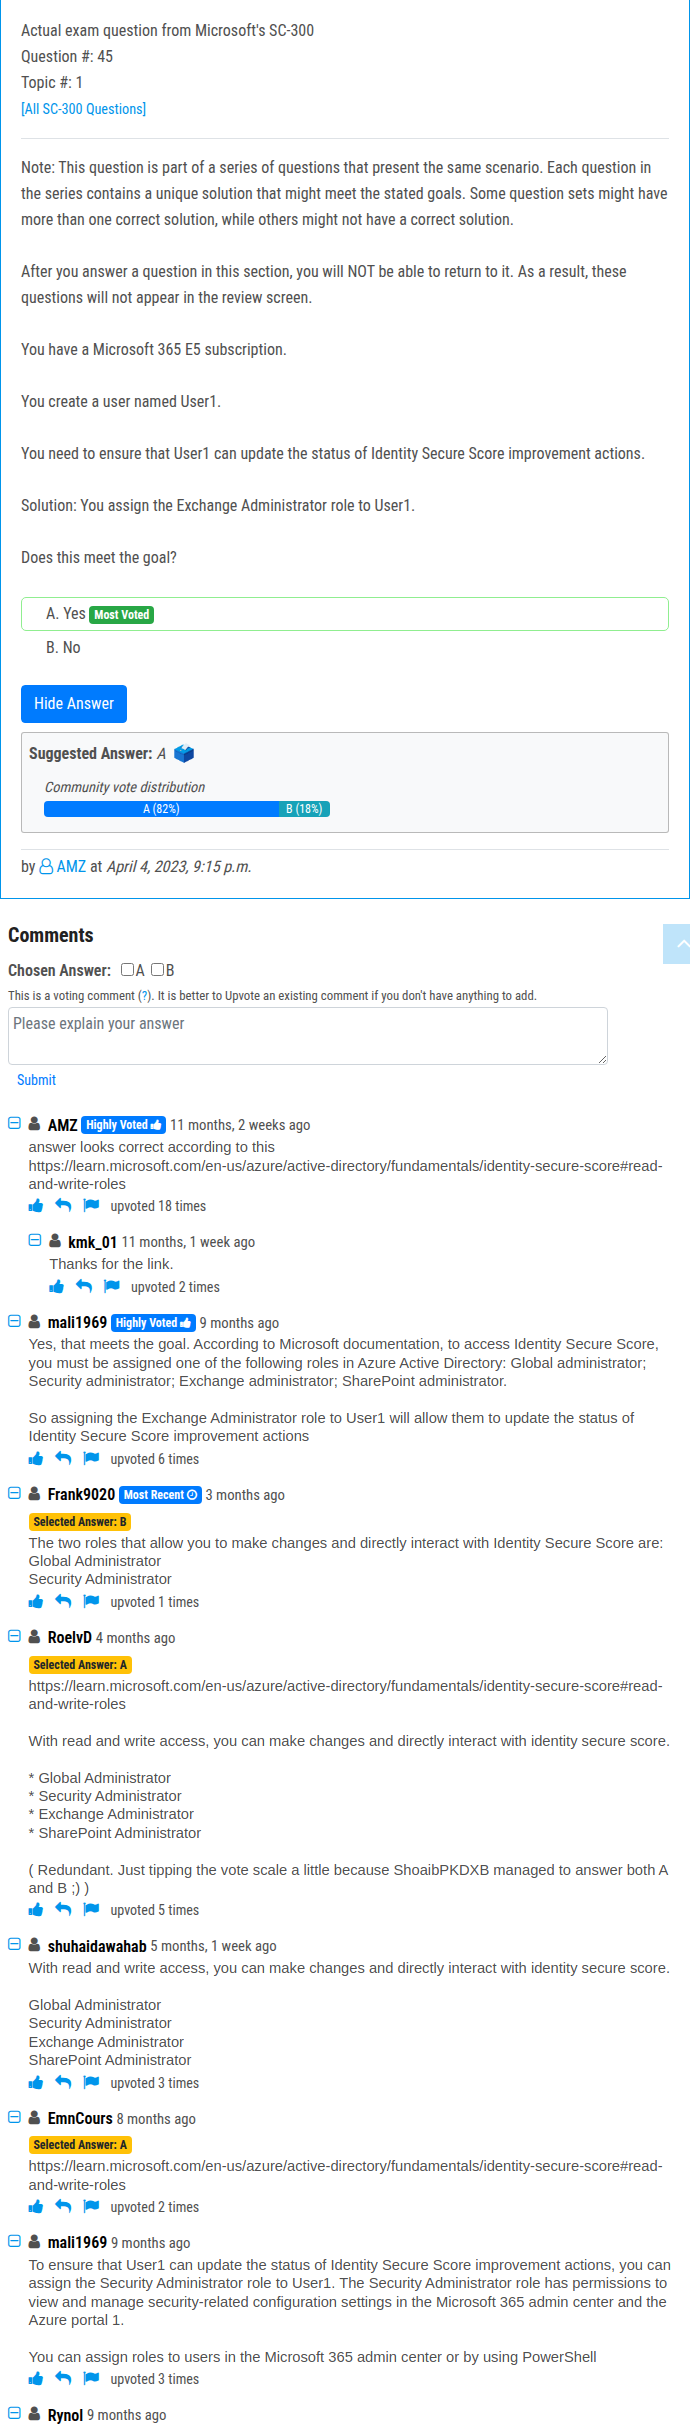 Actual exam question from Microsoft's SC-300
Question #: 45
Topic #: 1
[All SC-300 Questions]
Note: This question is part of a series of questions that present the same scenario. Each question in
the series contains a unique solution that might meet the stated goals. Some question sets might have
more than one correct solution, while others might not have a correct solution.
After you answer a question in this section, you will NOT be able to return to it. As a result, these
questions will not appear in the review screen.
You have a Microsoft 365 E5 subscription.
You create a user named User1.
You need to ensure that User1 can update the status of Identity Secure Score improvement actions.
Solution: You assign the Exchange Administrator role to User1.
Does this meet the goal?
A. Yes Most Voted
B. No
Hide Answer
Suggested Answer: A
Community vote distribution
A (82%) B (18%)
by AMZ at April 4, 2023, 9:15 p.m.
Comments
Chosen Answer: A B
This is a voting comment (?). It is better to Upvote an existing comment if you don't have anything to add.
Please explain your answer
Submit
AMZ Highly Voted 11 months, 2 weeks ago
answer looks correct according to this
https://learn.microsoft.com/en-us/azure/active-directory/fundamentals/identity-secure-score#read-
and-write-roles
upvoted 18 times
kmk_01 11 months, 1 week ago
Thanks for the link.
upvoted 2 times
mali1969 Highly Voted 9 months ago
Yes, that meets the goal. According to Microsoft documentation, to access Identity Secure Score,
you must be assigned one of the following roles in Azure Active Directory: Global administrator;
Security administrator; Exchange administrator; SharePoint administrator.
So assigning the Exchange Administrator role to User1 will allow them to update the status of
Identity Secure Score improvement actions
upvoted 6 times
Frank9020 Most Recent 3 months ago
Selected Answer: B
The two roles that allow you to make changes and directly interact with Identity Secure Score are:
Global Administrator
Security Administrator
upvoted 1 times
RoelvD 4 months ago
Selected Answer: A
https://learn.microsoft.com/en-us/azure/active-directory/fundamentals/identity-secure-score#read-
and-write-roles
With read and write access, you can make changes and directly interact with identity secure score.
* Global Administrator
* Security Administrator
* Exchange Administrator
* SharePoint Administrator
( Redundant. Just tipping the vote scale a little because ShoaibPKDXB managed to answer both A
and B ;) )
upvoted 5 times
shuhaidawahab 5 months, 1 week ago
With read and write access, you can make changes and directly interact with identity secure score.
Global Administrator
Security Administrator
Exchange Administrator
SharePoint Administrator
upvoted 3 times
EmnCours 8 months ago
Selected Answer: A
https://learn.microsoft.com/en-us/azure/active-directory/fundamentals/identity-secure-score#read-
and-write-roles
upvoted 2 times
mali1969 9 months ago
To ensure that User1 can update the status of Identity Secure Score improvement actions, you can
assign the Security Administrator role to User1. The Security Administrator role has permissions to
view and manage security-related configuration settings in the Microsoft 365 admin center and the
Azure portal 1.
You can assign roles to users in the Microsoft 365 admin center or by using PowerShell
upvoted 3 times
Rynol 9 months ago